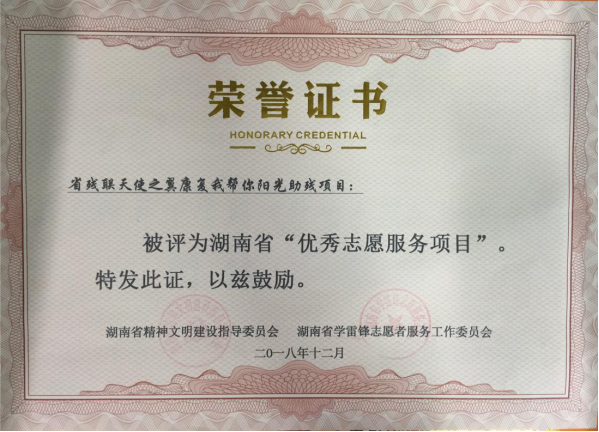 荣誉证书
HONORARY CREDENTIAL
省残联天使之翼康复我帮你阳光助残项目：
被评为湖南省“优秀志愿服务项目”。
特发此证，以兹鼓励。
湖南省精神文明建设指导委员会 湖南省学雷锋志愿者服务工作委员会
二〇一八年十二月